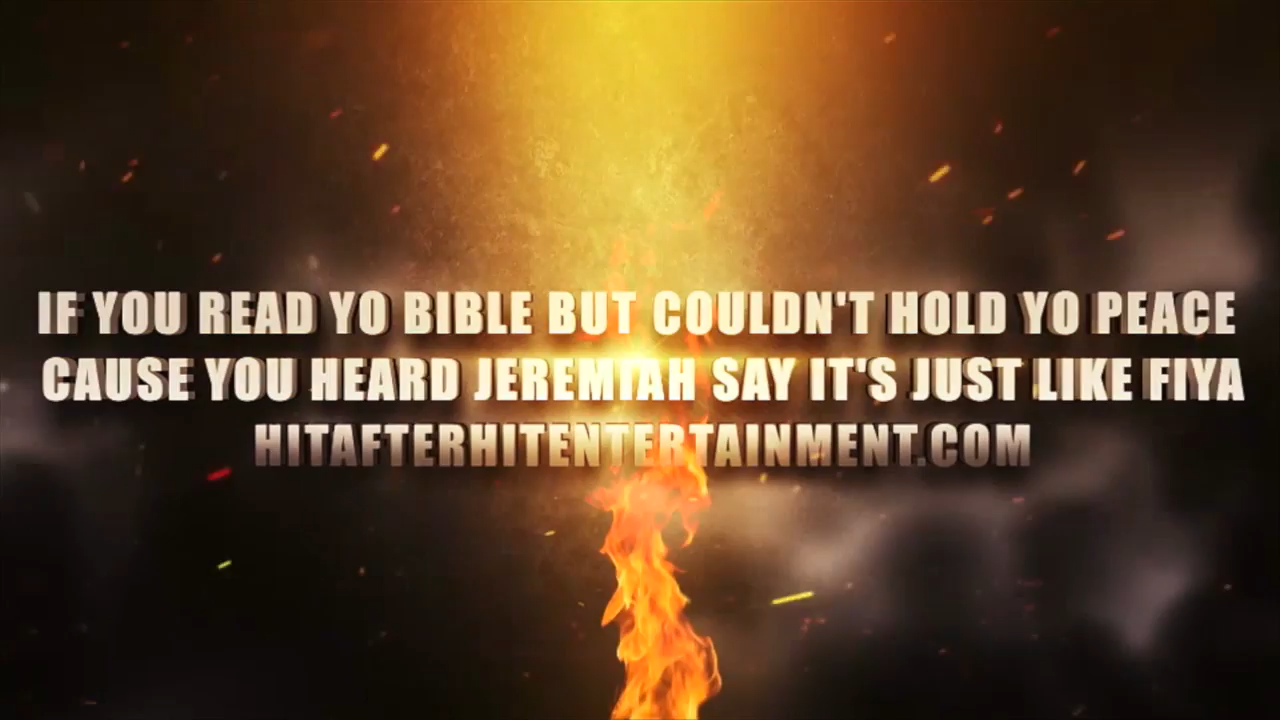 IF YOU READ YO BIBLE BUT COULDN'T HOLD YO PEACE
CAUSE YOU HEARD JEREMIAH SAY IT'S JUST LIKE FIYA
HITAFTERHITENTERTAINMENT.COM